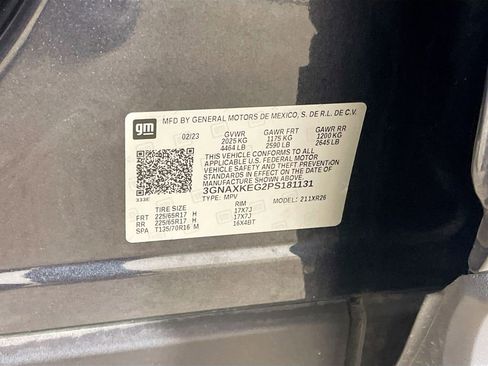 gm
MFD BY GENERAL MOTORS DE MEXICO, S. DE R.L. DE C.V.
02/23 GVWR GAWR FRT GAWR RR
2025 KG 1175 KG 1200 KG
4464 LB 2590 LB 2645 LB
THIS VEHICLE CONFORMS TO ALL
APPLICABLE U.S. FEDERAL MOTOR
VEHICLE SAFETY AND THEFT PREVENTION
STANDARDS IN EFFECT ON THE DATE OF
MANUFACTURE SHOWN ABOVE.
3GNAXKEG2PS181131
333E TYPE: MPV MODEL: 211XR26
TIRE SIZE RIM
FRT 225/65R17 H 17X7J
RR 225/65R17 H 17X7J
SPA T135/70R16 M 16X4BT